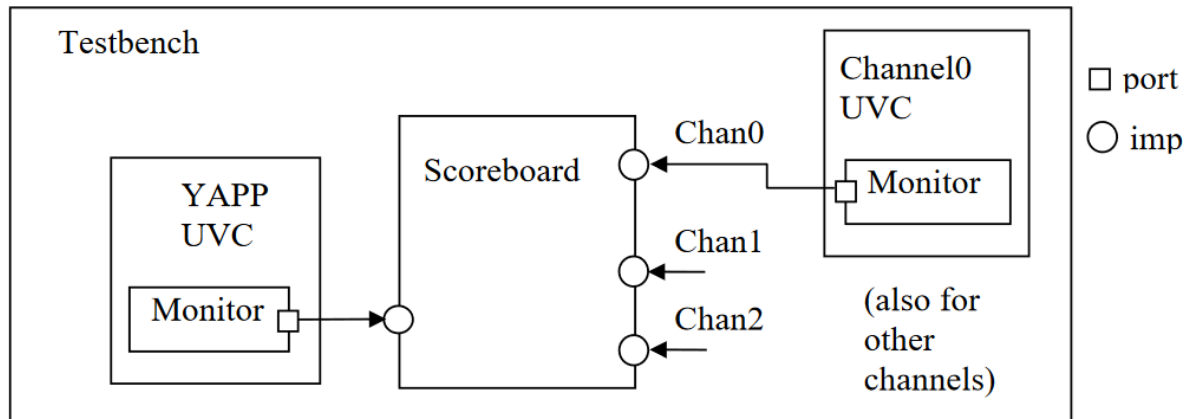 Testbench
YAPP
UVC
Monitor
Scoreboard
Chan0
Chan1
Chan2
Channel0
UVC
Monitor
(also for
other
channels)
port
imp